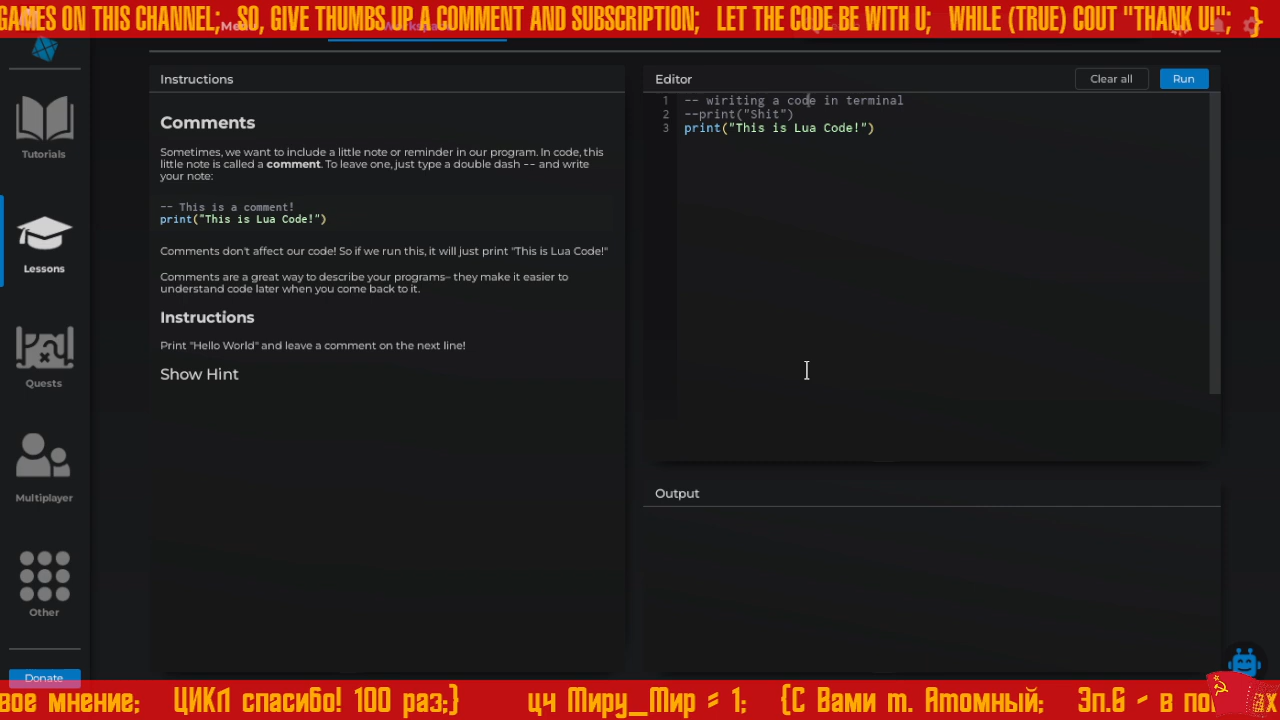 GAMES ON THIS CHANNEL; SO, GIVE THUMBS UP A COMMENT AND SUBSCRIPTION; LET THE CODE BE WITH U; WHILE (TRUE) COUT "THANK U!"; }
Tutorials
Lessons
Quests
Multiplayer
Other
Donate
Instructions
Comments
Sometimes, we want to include a little note or reminder in our program. In code, this
little note is called a comment. To leave one, just type a double dash -- and write
your note:
-- This is a comment!
print("This is Lua Code!")
Comments don't affect our code! So if we run this, it will just print "This is Lua Code!"
Comments are a great way to describe your programs– they make it easier to
understand code later when you come back to it.
Instructions
Print "Hello World" and leave a comment on the next line!
Show Hint
Editor
Clear all
Run
1 -- wiriting a code in terminal
2 --print("Shit")
3 print("This is Lua Code!")
Output
вое мнение; ЦИКЛ спасибо! 100 раз;} цч Миру_Мир = 1; {С Вами т. Атомный; Эп.6 - в по